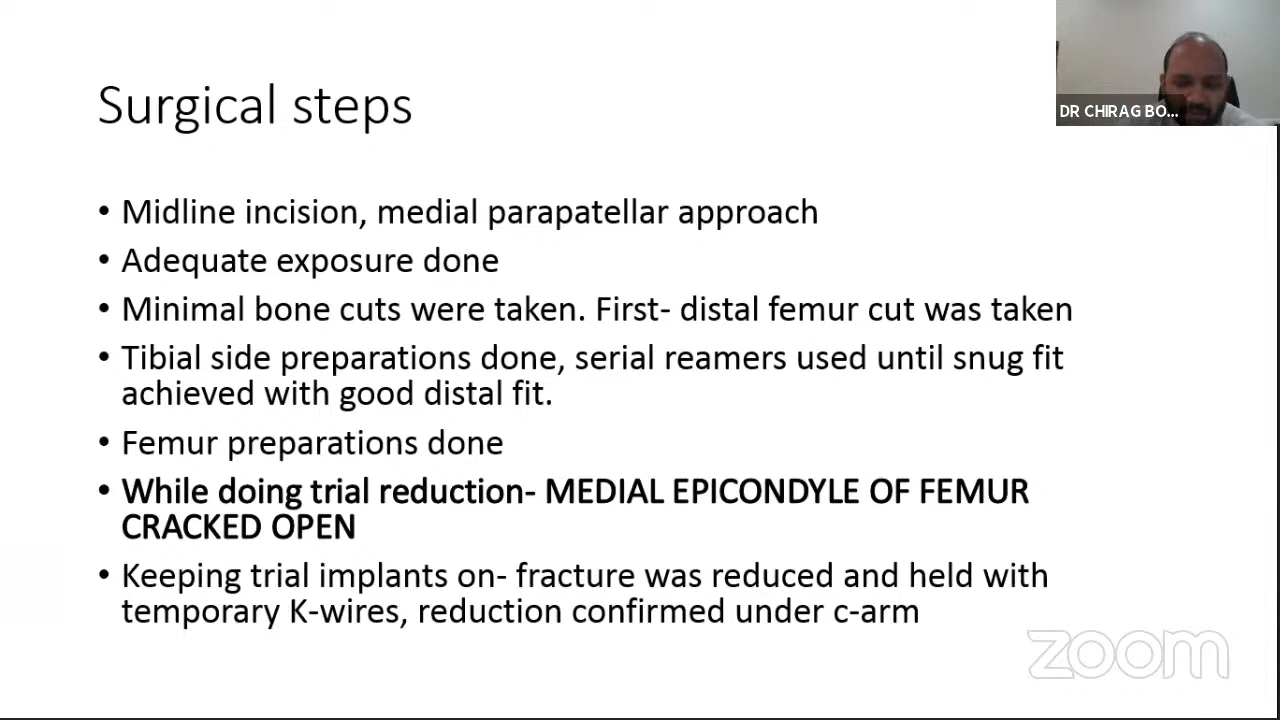 Surgical steps
DR CHIRAG BO...
• Midline incision, medial parapatellar approach
• Adequate exposure done
• Minimal bone cuts were taken. First- distal femur cut was taken
• Tibial side preparations done, serial reamers used until snug fit
achieved with good distal fit.
• Femur preparations done
• While doing trial reduction- MEDIAL EPICONDYLE OF FEMUR
CRACKED OPEN
• Keeping trial implants on- fracture was reduced and held with
temporary K-wires, reduction confirmed under c-arm
zoom